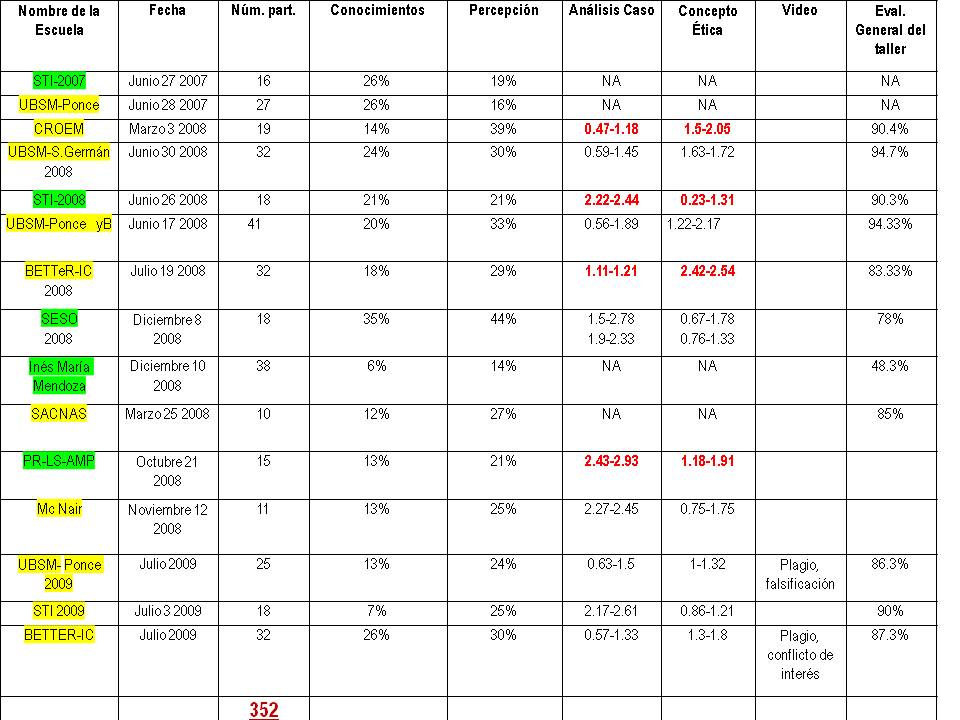 Nombre de la Escuela | Fecha | Núm. part. | Conocimientos | Percepción | Análisis Caso | Concepto Ética | Video | Eval. General del taller
STI-2007 | Junio 27 2007 | 16 | 26% | 19% | NA | NA | | NA
UBSM-Ponce | Junio 28 2007 | 27 | 26% | 16% | NA | NA | | NA
CROEM | Marzo 3 2008 | 19 | 14% | 39% | 0.47-1.18 | 1.5-2.05 | | 90.4%
UBSM-S.Germán 2008 | Junio 30 2008 | 32 | 24% | 30% | 0.59-1.45 | 1.63-1.72 | | 94.7%
STI-2008 | Junio 26 2008 | 18 | 21% | 21% | 2.22-2.44 | 0.23-1.31 | | 90.3%
UBSM-Ponce yB | Junio 17 2008 | 41 | 20% | 33% | 0.56-1.89 | 1.22-2.17 | | 94.33%
BETTeR-IC 2008 | Julio 19 2008 | 32 | 18% | 29% | 1.11-1.21 | 2.42-2.54 | | 83.33%
SESO 2008 | Diciembre 8 2008 | 18 | 35% | 44% | 1.5-2.78 1.9-2.33 | 0.67-1.78 0.76-1.33 | | 78%
Inés María Mendoza | Diciembre 10 2008 | 38 | 6% | 14% | NA | NA | | 48.3%
SACNAS | Marzo 25 2008 | 10 | 12% | 27% | NA | NA | | 85%
PR-LS-AMP | Octubre 21 2008 | 15 | 13% | 21% | 2.43-2.93 | 1.18-1.91 | |
Mc Nair | Noviembre 12 2008 | 11 | 13% | 25% | 2.27-2.45 | 0.75-1.75 | |
UBSM- Ponce 2009 | Julio 2009 | 25 | 13% | 24% | 0.63-1.5 | 1-1.32 | Plagio, falsificación | 86.3%
STI 2009 | Julio 3 2009 | 18 | 7% | 25% | 2.17-2.61 | 0.86-1.21 | | 90%
BETTER-IC | Julio 2009 | 32 | 26% | 30% | 0.57-1.33 | 1.3-1.8 | Plagio, conflicto de interés | 87.3%
352